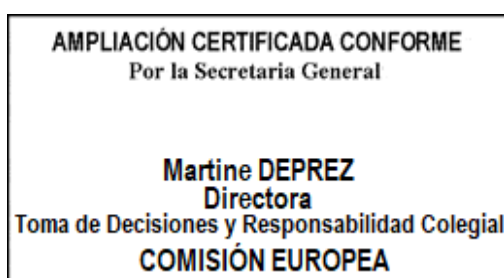 AMPLIACIÓN CERTIFICADA CONFORME
Por la Secretaria General
Martine DEPREZ
Directora
Toma de Decisiones y Responsabilidad Colegial
COMISIÓN EUROPEA